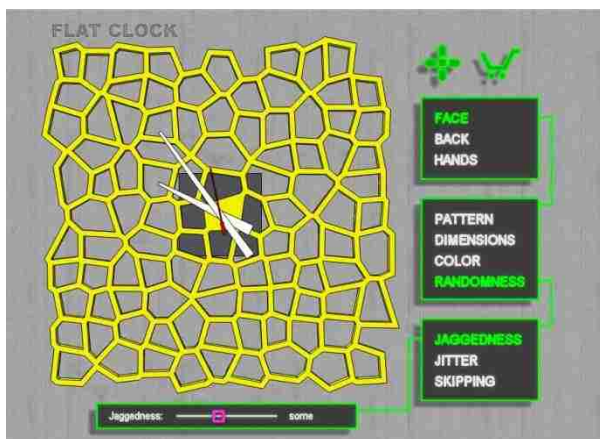 FLAT CLOCK
FACE
BACK
HANDS
PATTERN
DIMENSIONS
COLOR
RANDOMNESS
JAGGEDNESS
JITTER
SKIPPING
Jaggedness: some